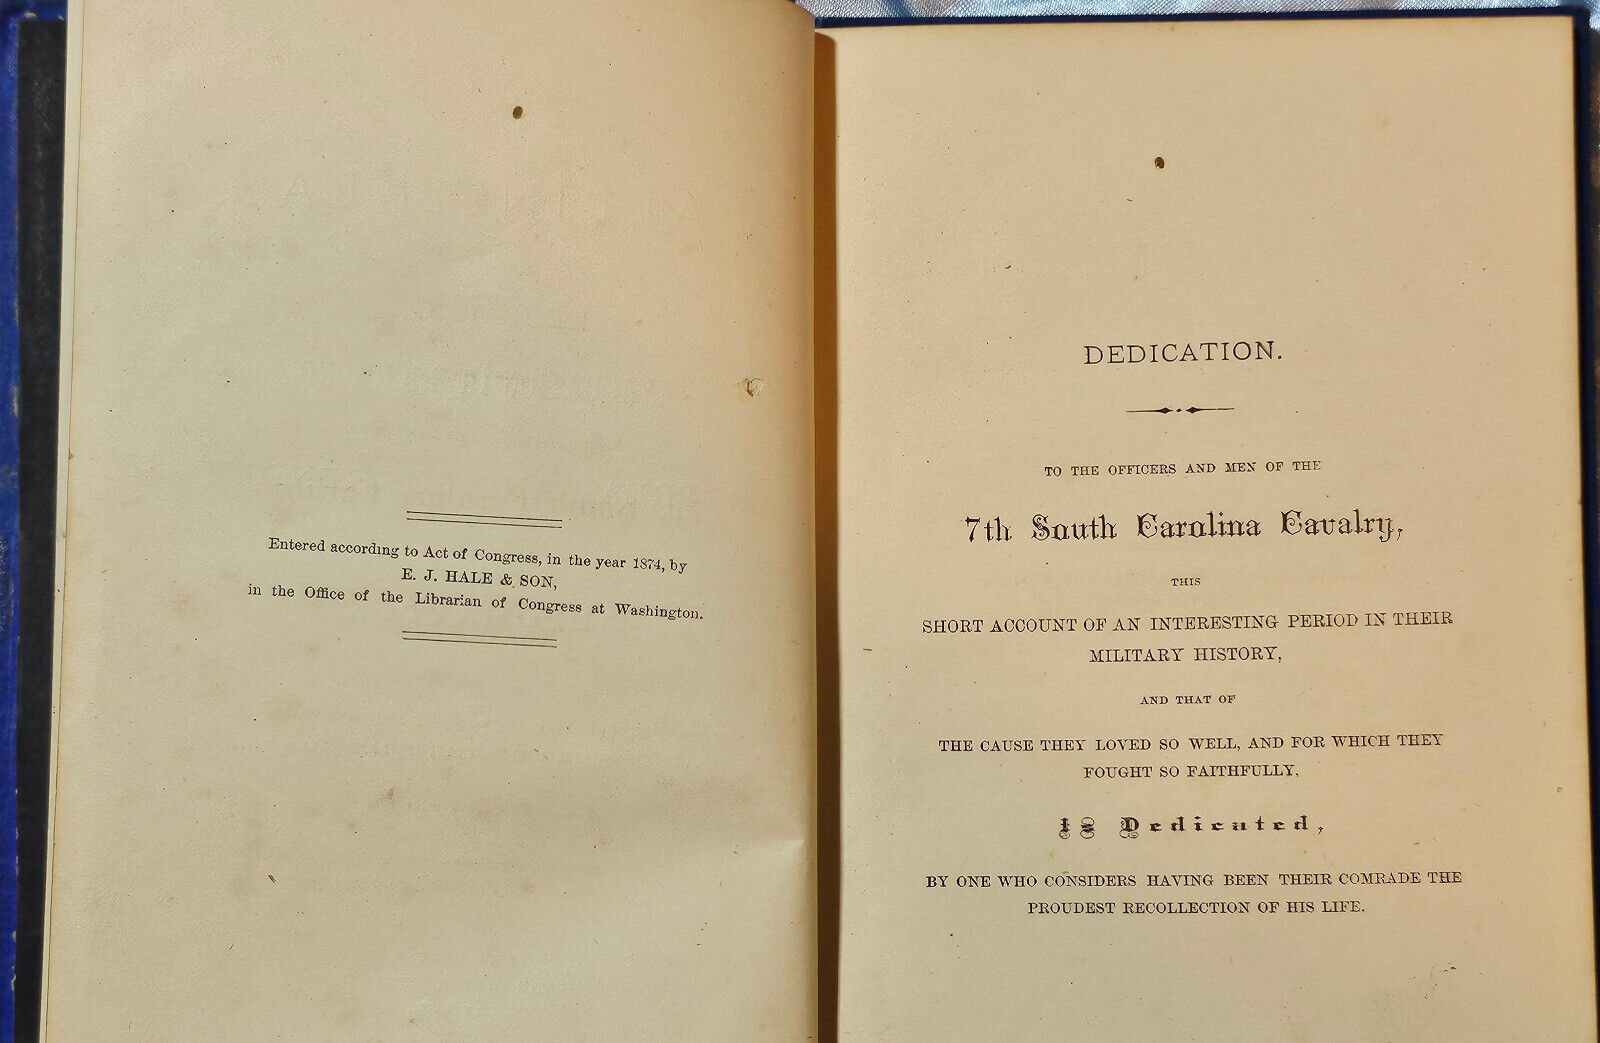 Entered according to Act of Congress, in the year 1874, by
E. J. HALE & SON,
in the Office of the Librarian of Congress at Washington.
DEDICATION.
TO THE OFFICERS AND MEN OF THE
7th South Carolina Cavalry,
THIS
SHORT ACCOUNT OF AN INTERESTING PERIOD IN THEIR
MILITARY HISTORY,
AND THAT OF
THE CAUSE THEY LOVED SO WELL, AND FOR WHICH THEY
FOUGHT SO FAITHFULLY,
Is Dedicated,
BY ONE WHO CONSIDERS HAVING BEEN THEIR COMRADE THE
PROUDEST RECOLLECTION OF HIS LIFE.